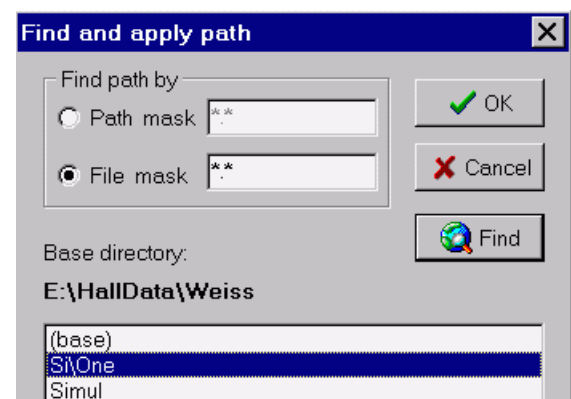 Find and apply path
Find path by
Path mask *.*
OK
File mask *.*
Cancel
Find
Base directory:
E:\HallData\Weiss
(base)
Si\One
Simul